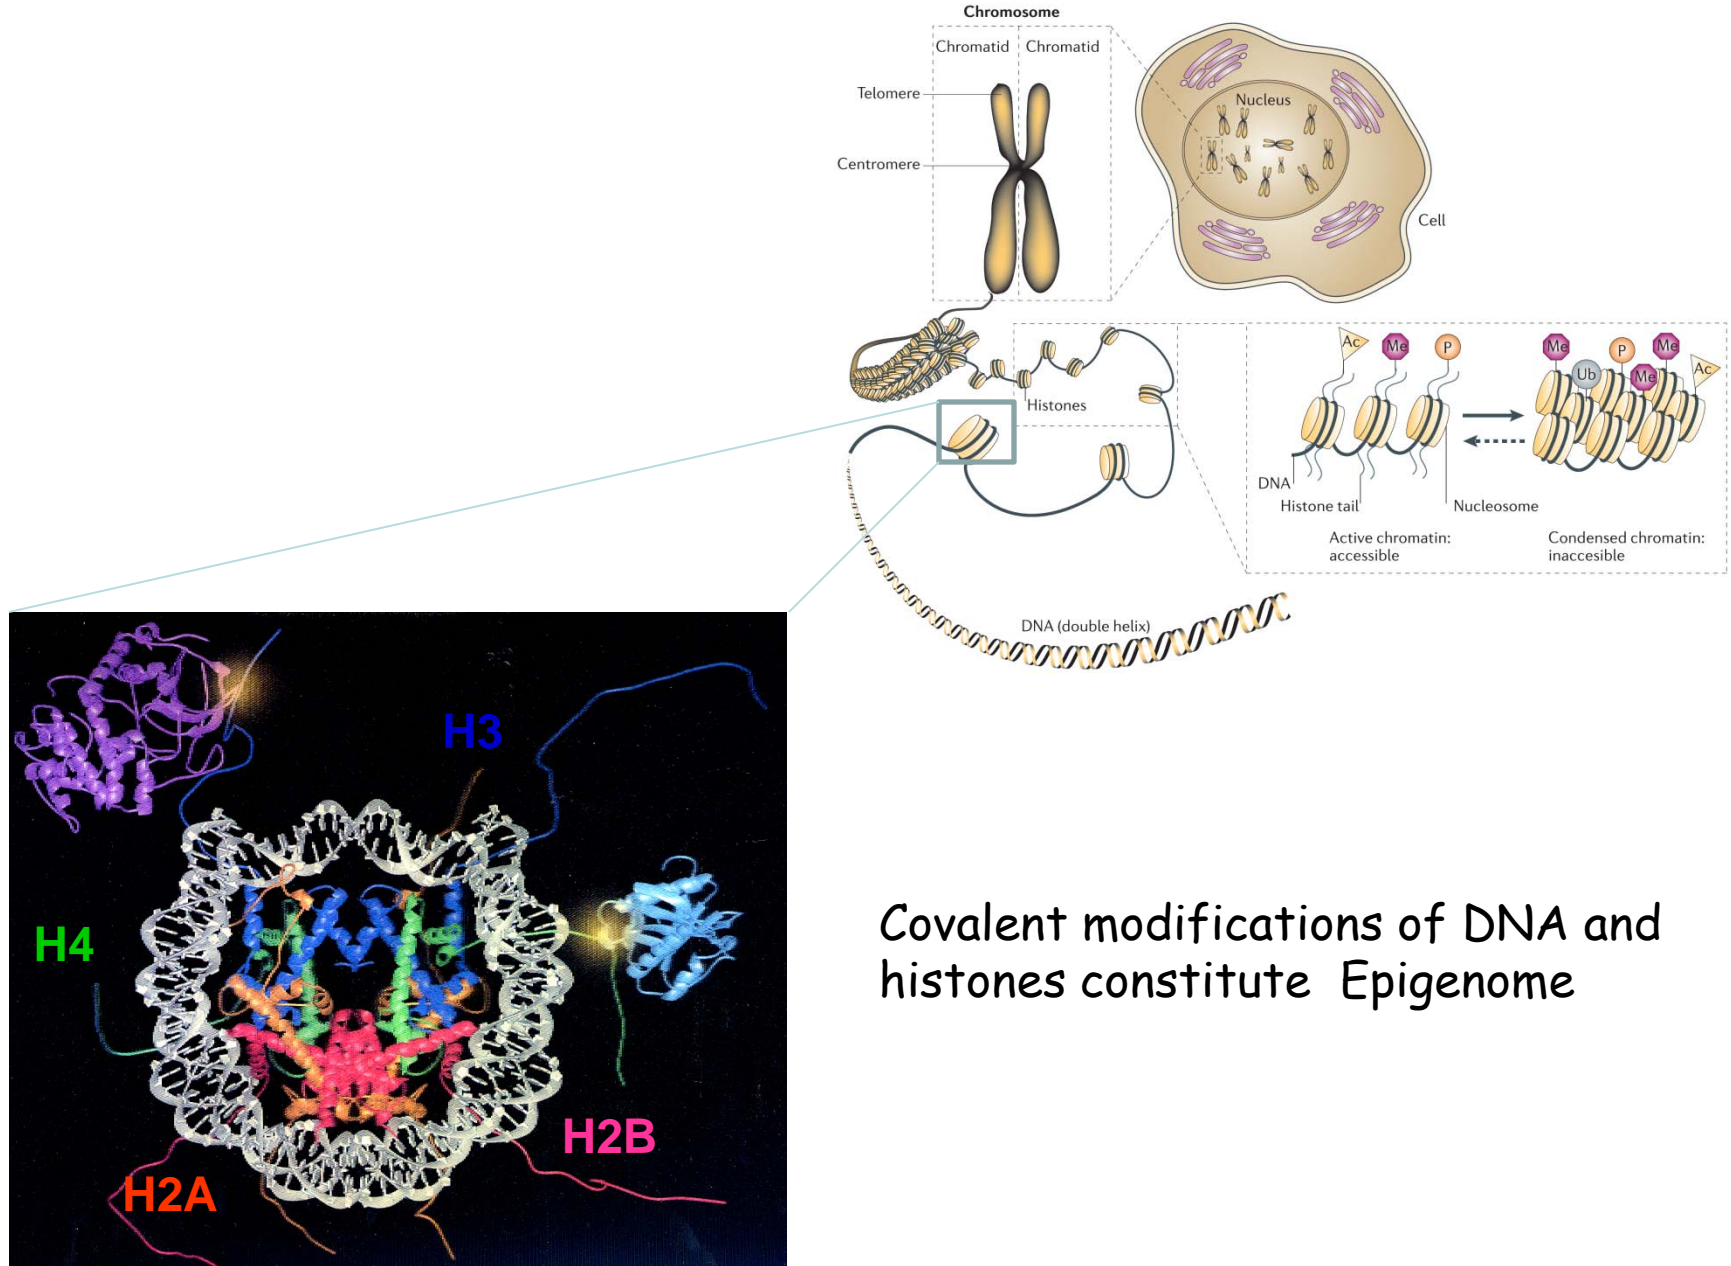 Chromosome
Chromatid Chromatid
Telomere
Centromere
Nucleus
Cell
Histones
Ac Me P
Me P Me
Ub Me Ac
DNA
Histone tail
Nucleosome
Active chromatin:
accessible
Condensed chromatin:
inaccesible
DNA (double helix)
H3
H4
H2B
H2A
Covalent modifications of DNA and
histones constitute Epigenome